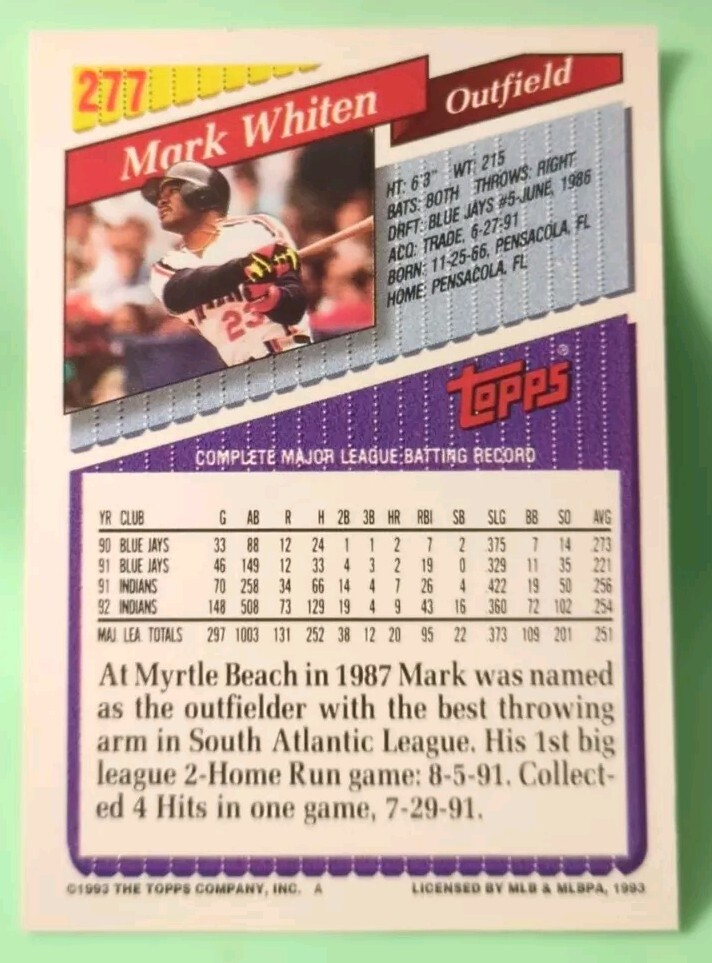 277
Mark Whiten
Outfield
HT: 6'3" WT: 215
BATS: BOTH THROWS: RIGHT
DRFT: BLUE JAYS #5-JUNE, 1986
ACQ: TRADE, 6-27-91
BORN: 11-25-66, PENSACOLA, FL
HOME: PENSACOLA, FL
23
topps®
COMPLETE MAJOR LEAGUE BATTING RECORD
YR CLUB G AB R H 2B 3B HR RBI SB SLG BB SO AVG
90 BLUE JAYS 33 88 12 24 1 1 2 7 2 .375 7 14 .273
91 BLUE JAYS 46 149 12 33 4 3 2 19 0 .329 11 35 .221
91 INDIANS 70 258 34 66 14 4 7 26 4 .422 19 50 .256
92 INDIANS 148 508 73 129 19 4 9 43 16 .360 72 102 .254
MAJ. LEA. TOTALS 297 1003 131 252 38 12 20 95 22 .373 109 201 .251
At Myrtle Beach in 1987 Mark was named
as the outfielder with the best throwing
arm in South Atlantic League. His 1st big
league 2-Home Run game: 8-5-91. Collect-
ed 4 Hits in one game, 7-29-91.
©1993 THE TOPPS COMPANY, INC. A
LICENSED BY MLB & MLBPA, 1993